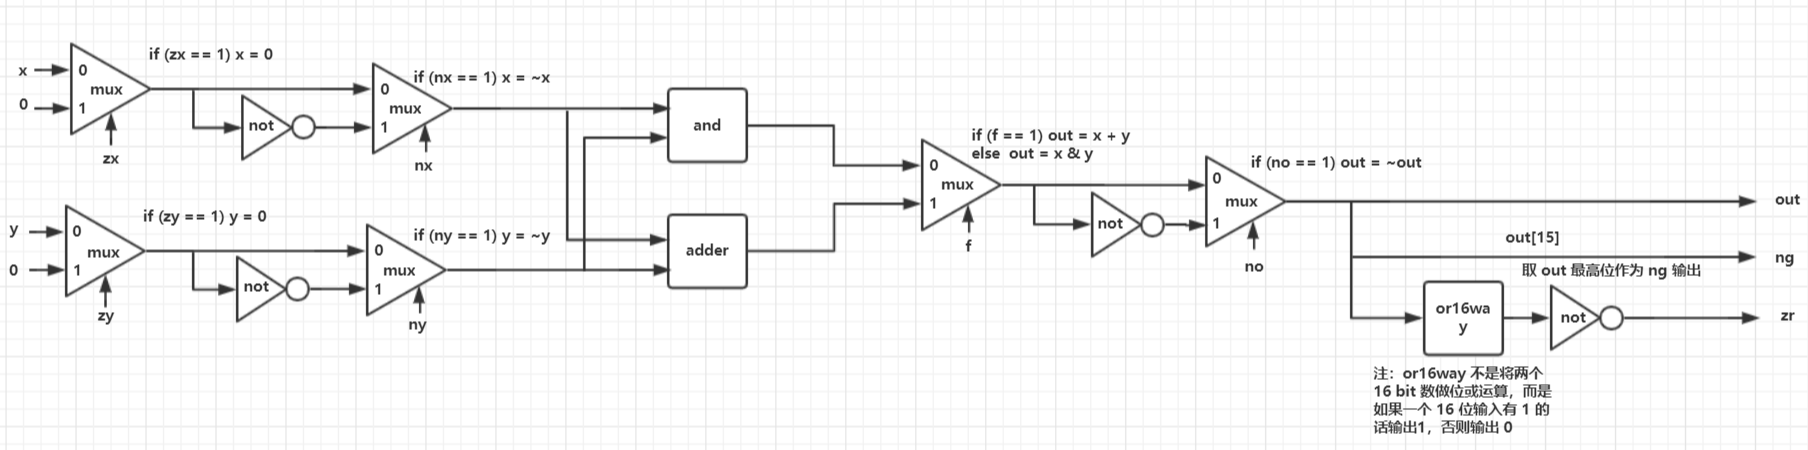 if (zx == 1) x = 0
x
0
mux
0
1
zx
not
if (nx == 1) x = ~x
0
mux
1
nx
if (zy == 1) y = 0
y
0
mux
0
1
zy
not
if (ny == 1) y = ~y
0
mux
1
ny
and
adder
if (f == 1) out = x + y
else out = x & y
0
mux
1
f
not
if (no == 1) out = ~out
0
mux
1
no
out
out[15]
ng
取 out 最高位作为 ng 输出
or16wa
y
not
zr
注：or16way 不是将两个
16 bit 数做位或运算，而是
如果一个 16 位输入有 1 的
话输出1，否则输出 0